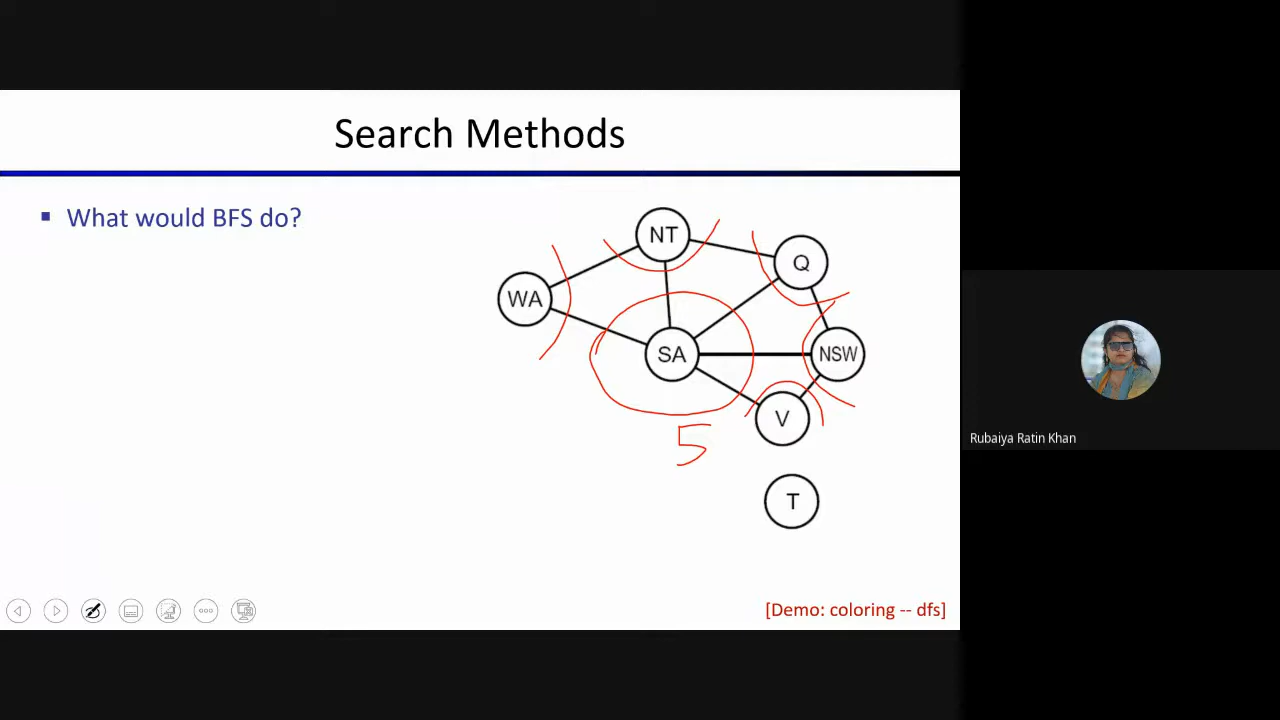 Search Methods
▪ What would BFS do?
NT
Q
WA
SA
NSW
V
5
T
Rubaiya Ratin Khan
[Demo: coloring -- dfs]